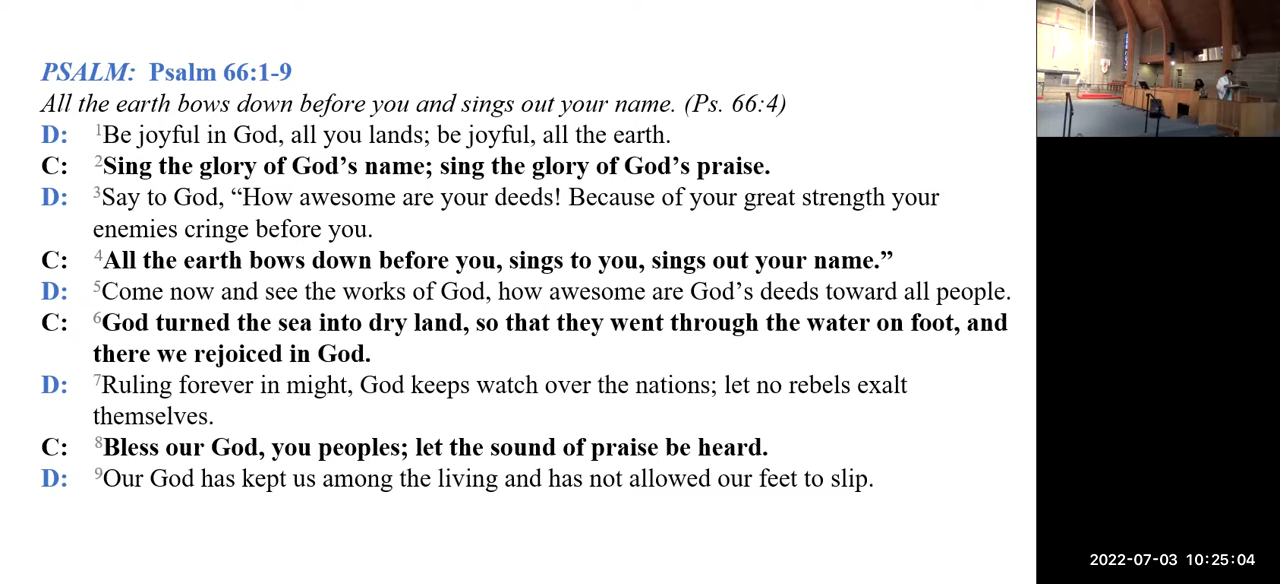 PSALM: Psalm 66:1-9
All the earth bows down before you and sings out your name. (Ps. 66:4)
D: ¹Be joyful in God, all you lands; be joyful, all the earth.
C: ²Sing the glory of God’s name; sing the glory of God’s praise.
D: ³Say to God, “How awesome are your deeds! Because of your great strength your
enemies cringe before you.
C: ⁴All the earth bows down before you, sings to you, sings out your name.”
D: ⁵Come now and see the works of God, how awesome are God’s deeds toward all people.
C: ⁶God turned the sea into dry land, so that they went through the water on foot, and
there we rejoiced in God.
D: ⁷Ruling forever in might, God keeps watch over the nations; let no rebels exalt
themselves.
C: ⁸Bless our God, you peoples; let the sound of praise be heard.
D: ⁹Our God has kept us among the living and has not allowed our feet to slip.
2022-07-03 10:25:04